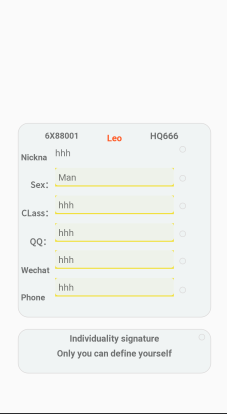 6X88001 Leo HQ666
Nickna hhh
Sex: Man
CLass: hhh
QQ: hhh
Wechat hhh
Phone hhh
Individuality signature
Only you can define yourself